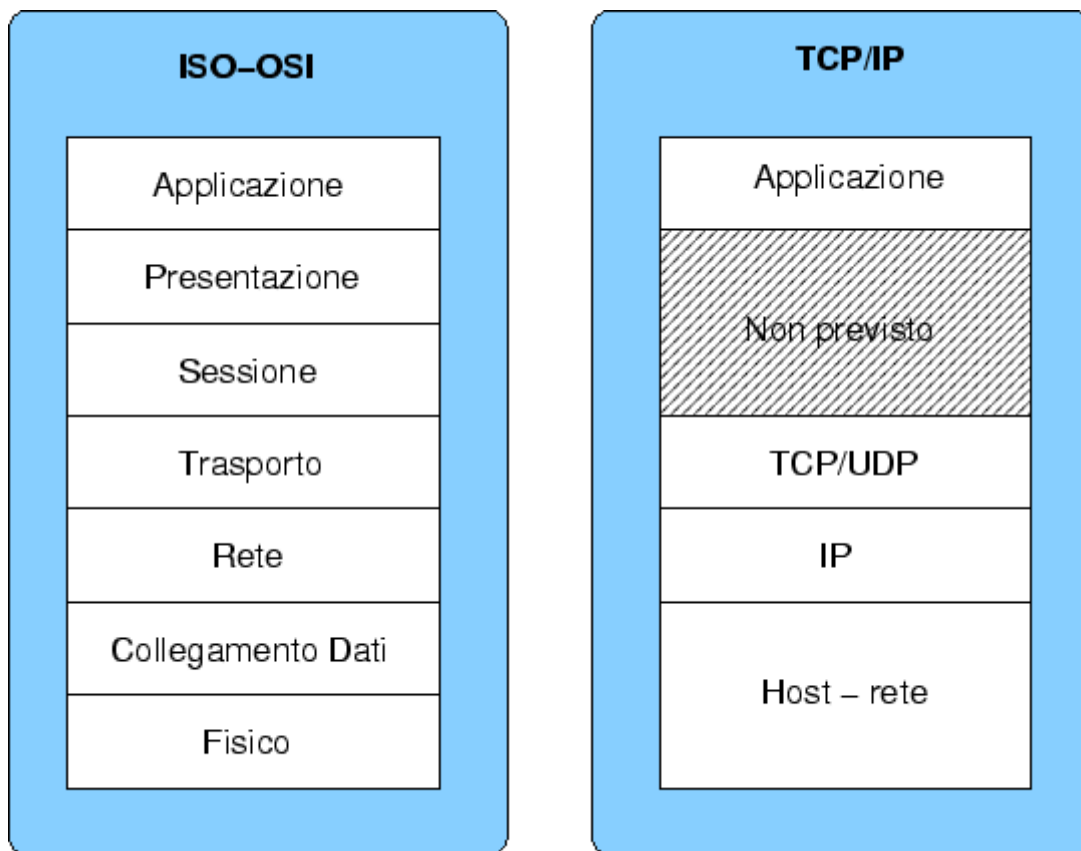 ISO–OSI
Applicazione
Presentazione
Sessione
Trasporto
Rete
Collegamento Dati
Fisico
TCP/IP
Applicazione
Non previsto
TCP/UDP
IP
Host – rete